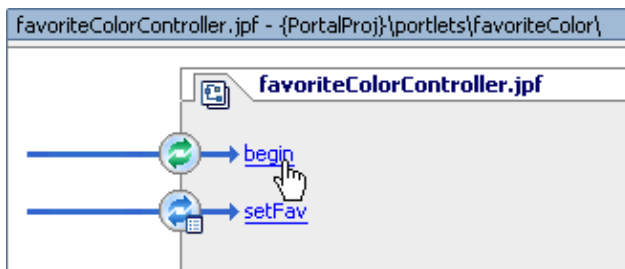 favoriteColorController.jpf - {PortalProj}\portlets\favoriteColor\
favoriteColorController.jpf
begin
setFav